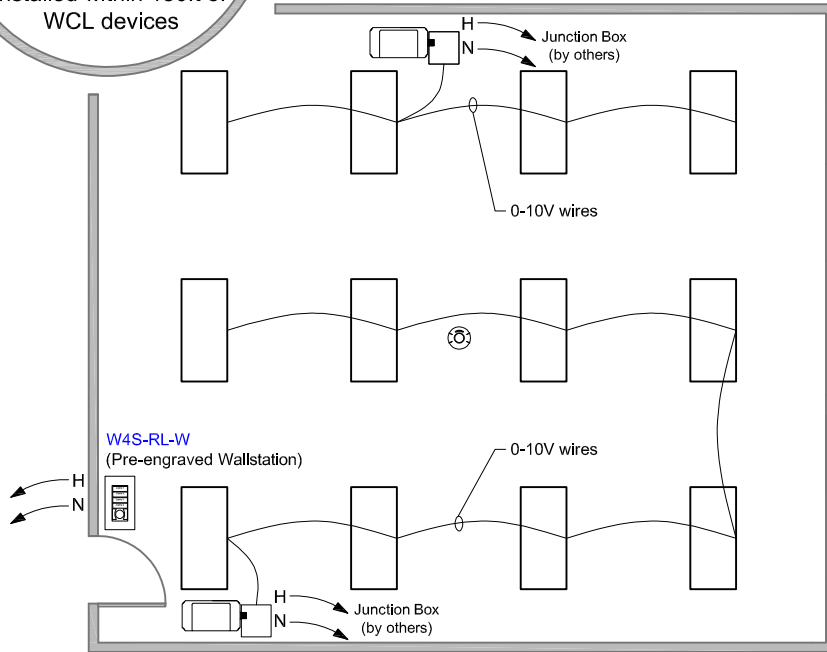 WCL devices
H
N
Junction Box
(by others)
0-10V wires
W4S-RL-W
(Pre-engraved Wallstation)
0-10V wires
H
N
H
N
Junction Box
(by others)